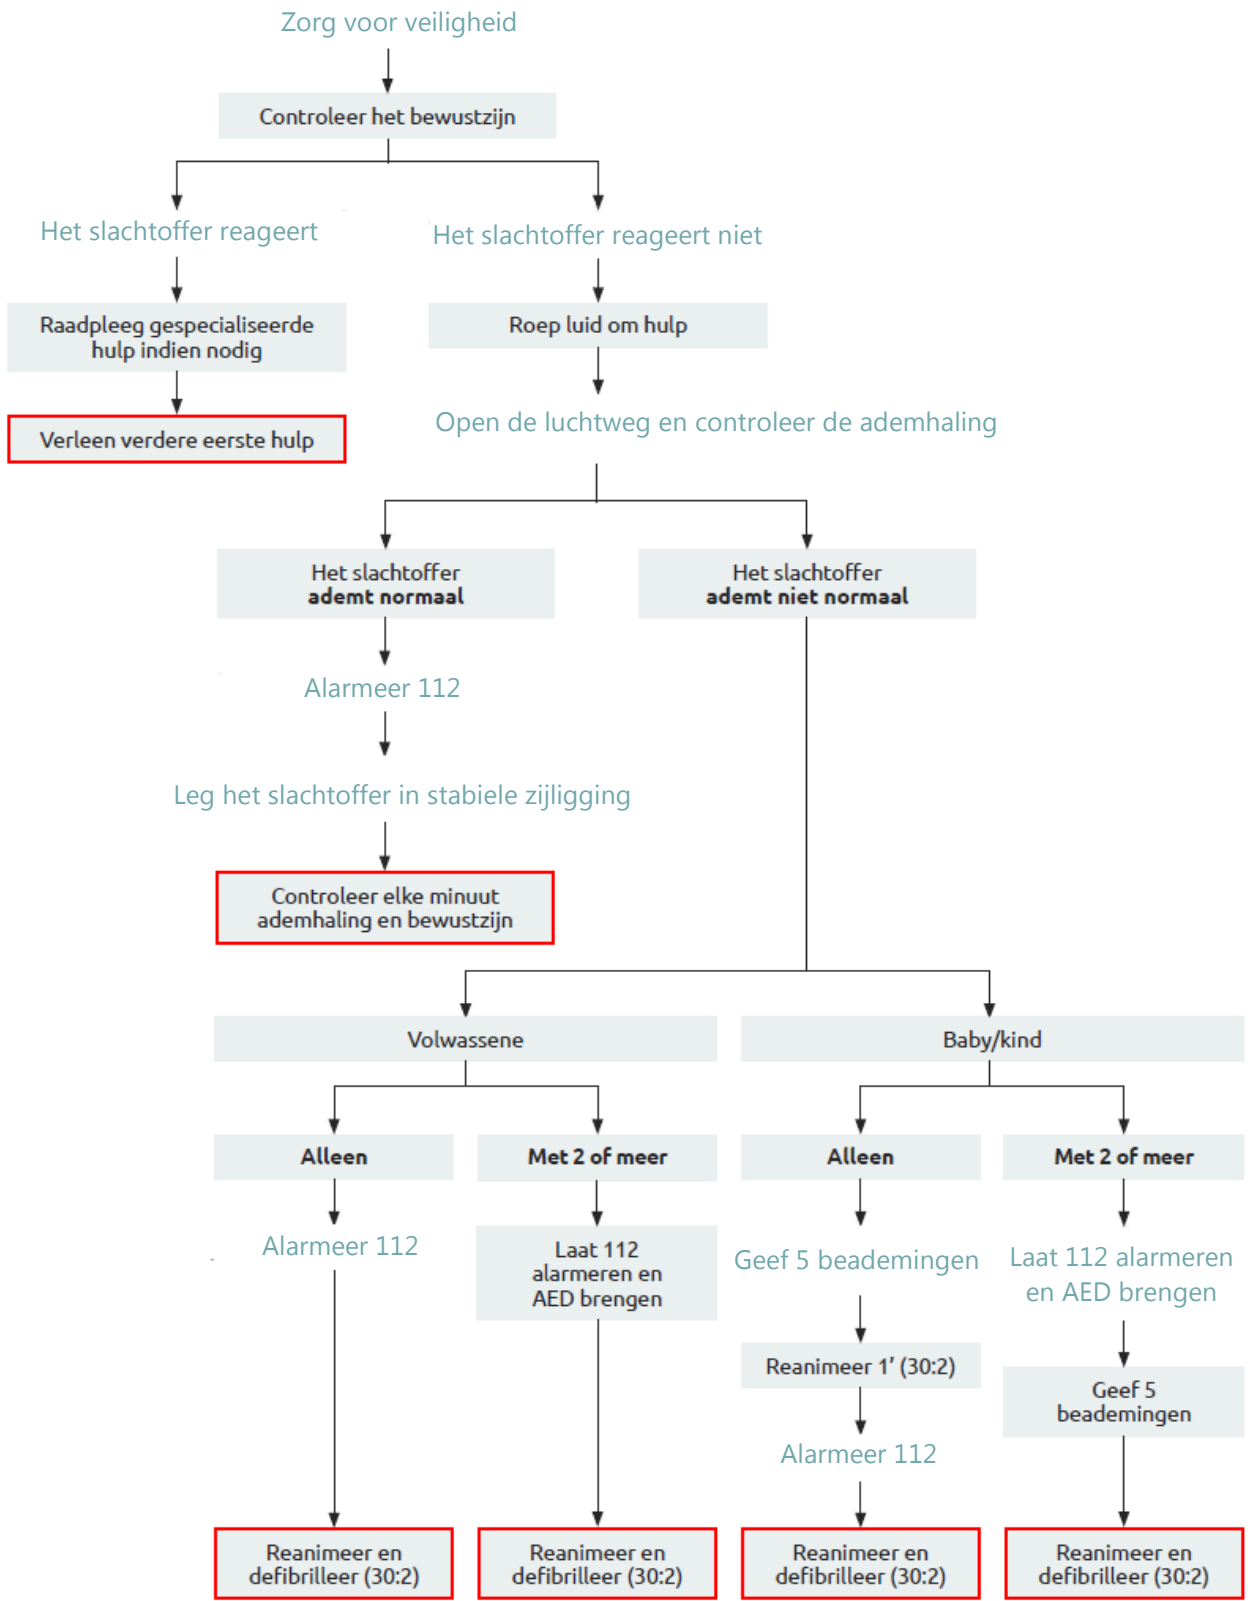 Zorg voor veiligheid
Controleer het bewustzijn
Het slachtoffer reageert
Het slachtoffer reageert niet
Raadpleeg gespecialiseerde
hulp indien nodig
Roep luid om hulp
Verleen verdere eerste hulp
Open de luchtweg en controleer de ademhaling
Het slachtoffer
ademt normaal
Het slachtoffer
ademt niet normaal
Alarmeer 112
Leg het slachtoffer in stabiele zijligging
Controleer elke minuut
ademhaling en bewustzijn
Volwassene
Baby/kind
Alleen
Met 2 of meer
Alleen
Met 2 of meer
Alarmeer 112
Laat 112
alarmeren en
AED brengen
Geef 5 beademingen
Laat 112 alarmeren
en AED brengen
Reanimeer 1' (30:2)
Geef 5
beademingen
Alarmeer 112
Reanimeer en
defibrilleer (30:2)
Reanimeer en
defibrilleer (30:2)
Reanimeer en
defibrilleer (30:2)
Reanimeer en
defibrilleer (30:2)